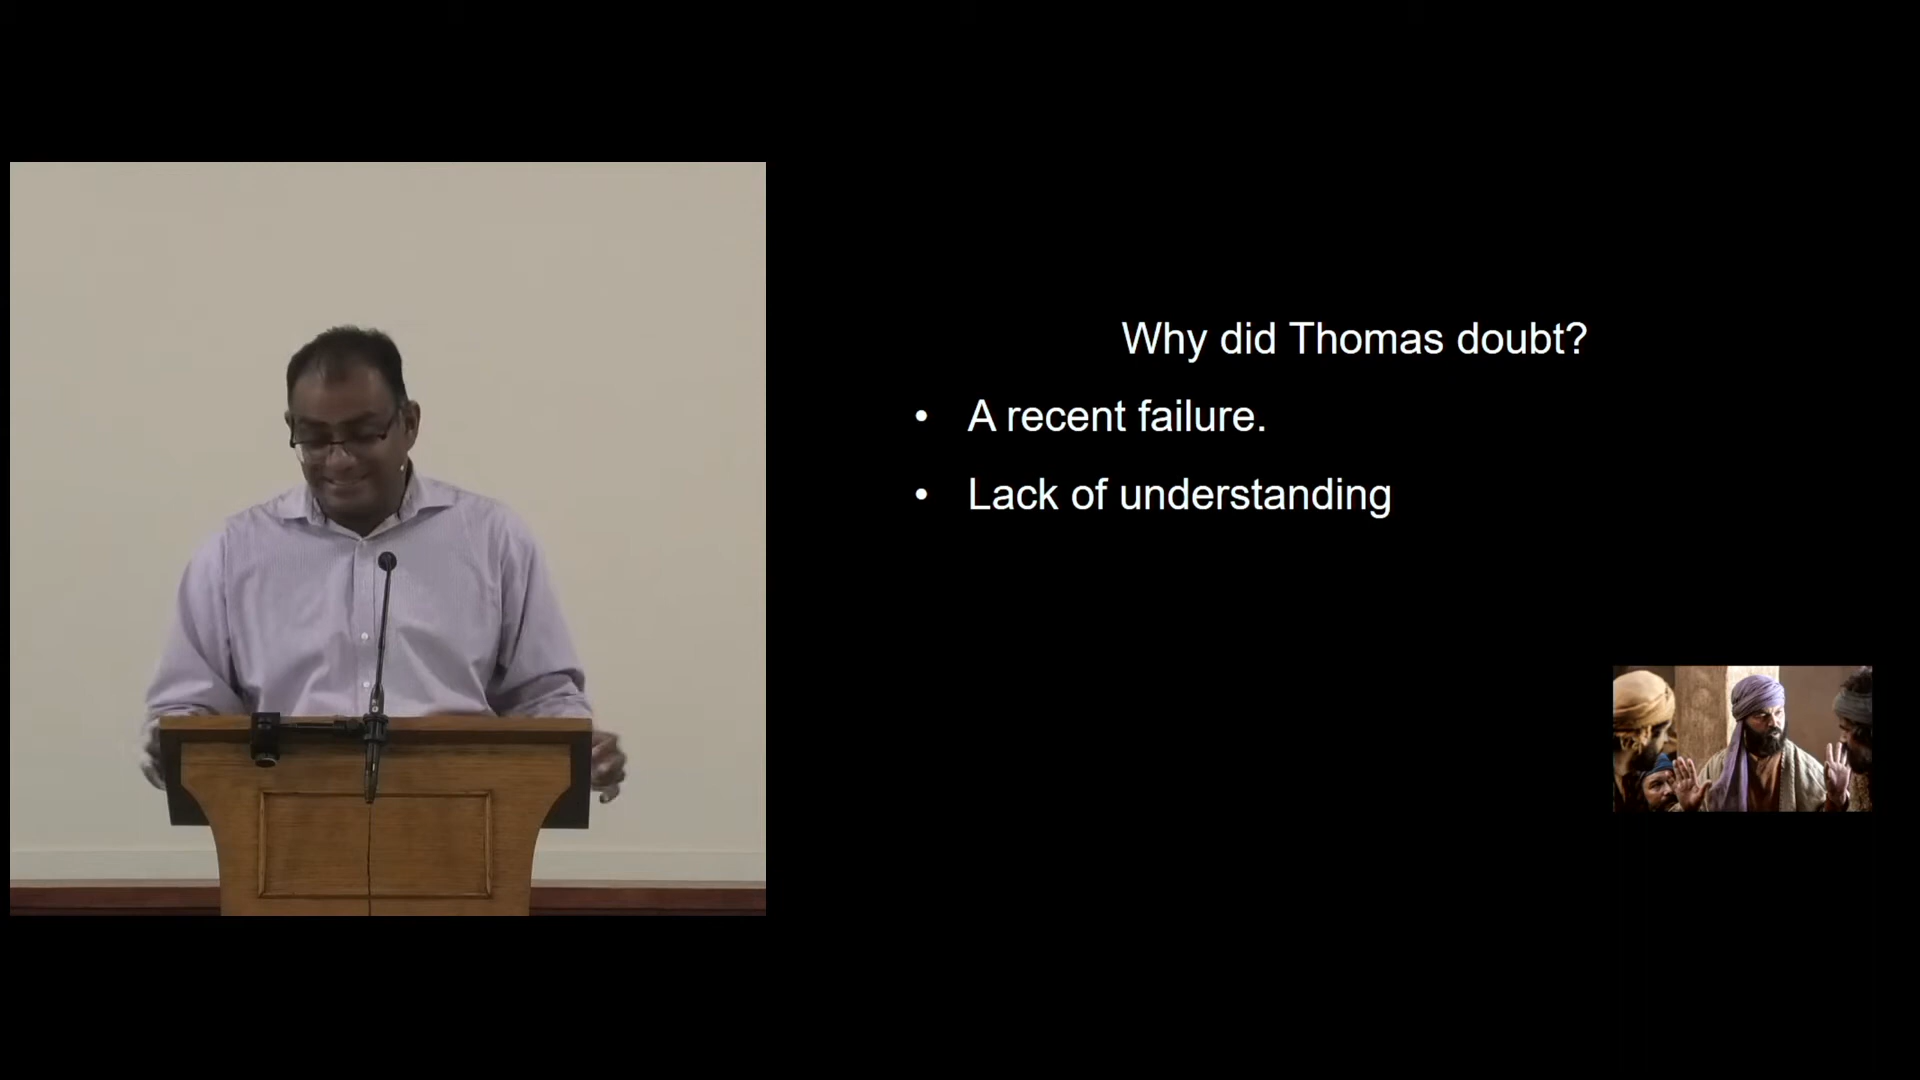 Why did Thomas doubt?
• A recent failure.
• Lack of understanding